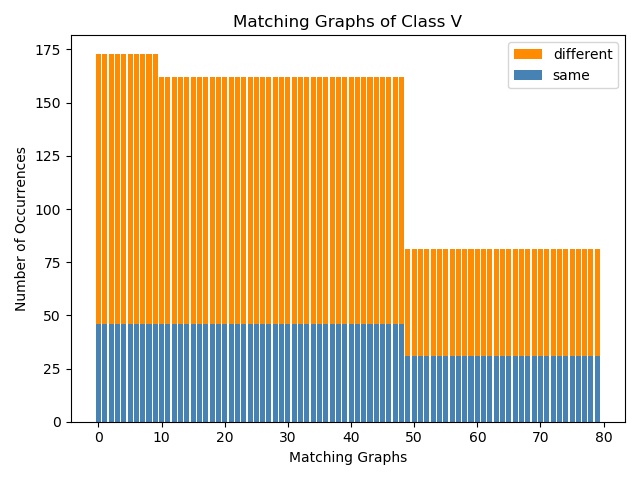 Matching Graphs of Class V
different
same
Number of Occurrences
175
150
125
100
75
50
25
0
0 10 20 30 40 50 60 70 80
Matching Graphs